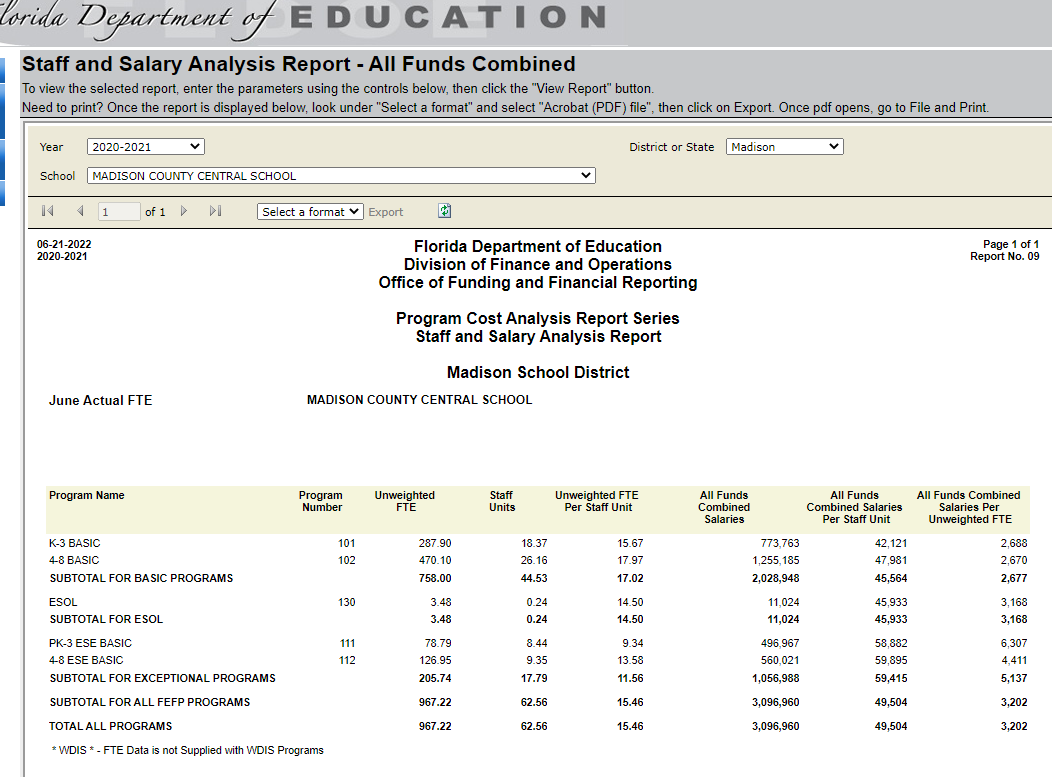 Florida Department of EDUCATION
Staff and Salary Analysis Report - All Funds Combined
To view the selected report, enter the parameters using the controls below, then click the "View Report" button.
Need to print? Once the report is displayed below, look under "Select a format" and select "Acrobat (PDF) file", then click on Export. Once pdf opens, go to File and Print.
Year 2020-2021 District or State Madison
School MADISON COUNTY CENTRAL SCHOOL
1 of 1 Select a format Export
06-21-2022 Florida Department of Education Page 1 of 1
2020-2021 Division of Finance and Operations Report No. 09
Office of Funding and Financial Reporting
Program Cost Analysis Report Series
Staff and Salary Analysis Report
Madison School District
June Actual FTE MADISON COUNTY CENTRAL SCHOOL
Program Name Program Unweighted Staff Unweighted FTE All Funds All Funds All Funds Combined
Number FTE Units Per Staff Unit Combined Combined Salaries Salaries Per
Salaries Per Staff Unit Unweighted FTE
K-3 BASIC 101 287.90 18.37 15.67 773,763 42,121 2,688
4-8 BASIC 102 470.10 26.16 17.97 1,255,185 47,981 2,670
SUBTOTAL FOR BASIC PROGRAMS 758.00 44.53 17.02 2,028,948 45,564 2,677
ESOL 130 3.48 0.24 14.50 11,024 45,933 3,168
SUBTOTAL FOR ESOL 3.48 0.24 14.50 11,024 45,933 3,168
PK-3 ESE BASIC 111 78.79 8.44 9.34 496,967 58,882 6,307
4-8 ESE BASIC 112 126.95 9.35 13.58 560,021 59,895 4,411
SUBTOTAL FOR EXCEPTIONAL PROGRAMS 205.74 17.79 11.56 1,056,988 59,415 5,137
SUBTOTAL FOR ALL FEFP PROGRAMS 967.22 62.56 15.46 3,096,960 49,504 3,202
TOTAL ALL PROGRAMS 967.22 62.56 15.46 3,096,960 49,504 3,202
* WDIS * - FTE Data is not Supplied with WDIS Programs